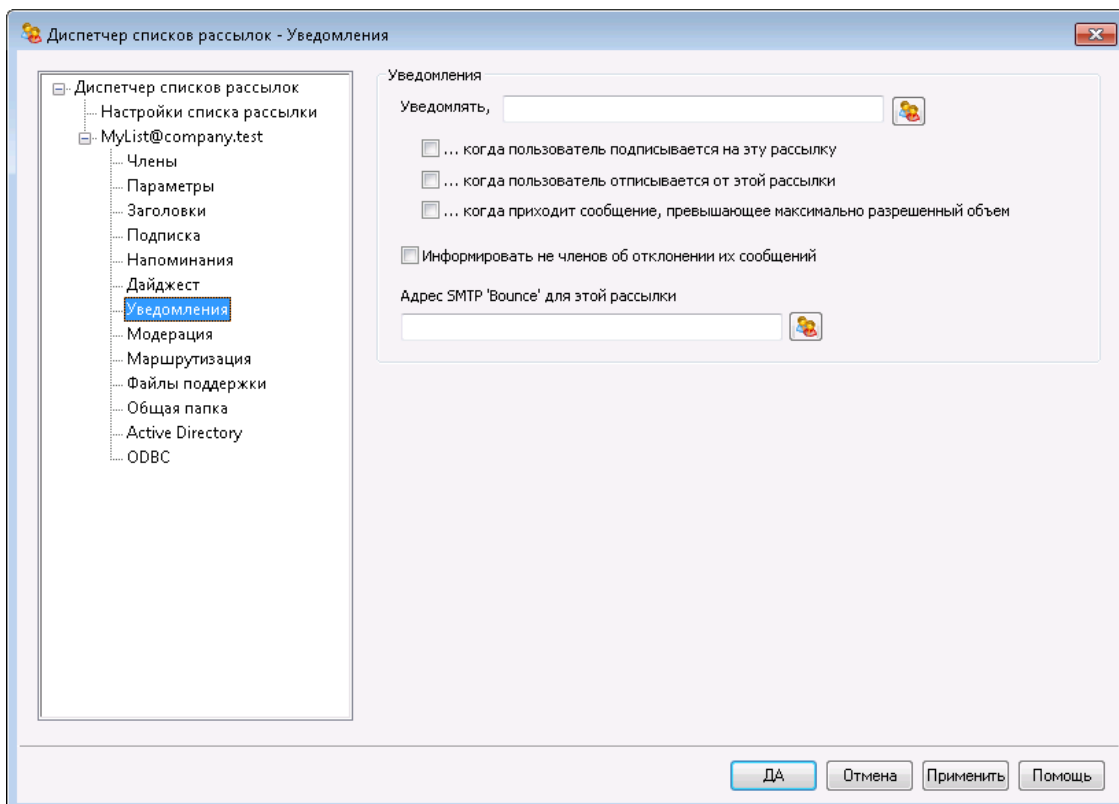 Диспетчер списков рассылок - Уведомления
Диспетчер списков рассылок
Настройки списка рассылки
MyList@company.test
Члены
Параметры
Заголовки
Подписка
Напоминания
Дайджест
Уведомления
Модерация
Маршрутизация
Файлы поддержки
Общая папка
Active Directory
ODBC
Уведомления
Уведомлять,
... когда пользователь подписывается на эту рассылку
... когда пользователь отписывается от этой рассылки
... когда приходит сообщение, превышающее максимально разрешенный объем
Информировать не членов об отклонении их сообщений
Адрес SMTP 'Bounce' для этой рассылки
ДА
Отмена
Применить
Помощь